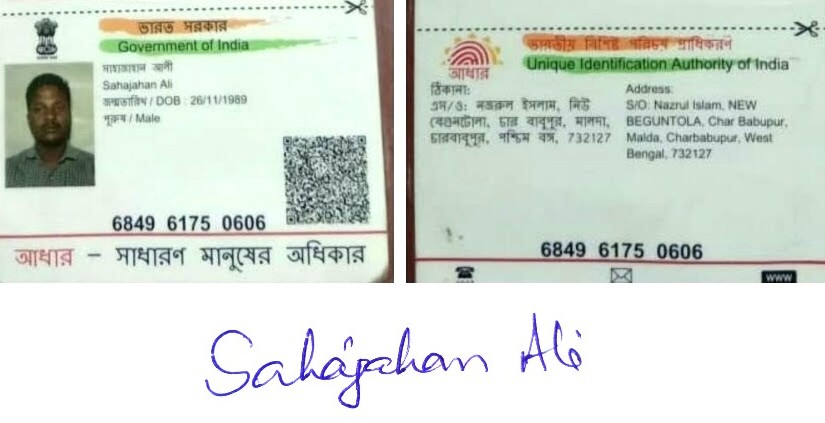 ভারত সরকার
Government of India
সাহাজাহান আলী
Sahajahan Ali
জন্মতারিখ / DOB : 26/11/1989
পুরুষ / Male
6849 6175 0606
আধার – সাধারণ মানুষের অধিকার
ভারতীয় বিশিষ্ট পরিচয় প্রাধিকরণ
Unique Identification Authority of India
আধার
ঠিকানা:
এস/ও: নজরুল ইসলাম, নিউ
বেগুনটোলা, চার বাবুপুর, মালদা,
চারবাবুপুর, পশ্চিম বঙ্গ, 732127
Address:
S/O: Nazrul Islam, NEW
BEGUNTOLA, Char Babupur,
Malda, Charbabupur, West
Bengal, 732127
6849 6175 0606
www
Sahajahan Ali